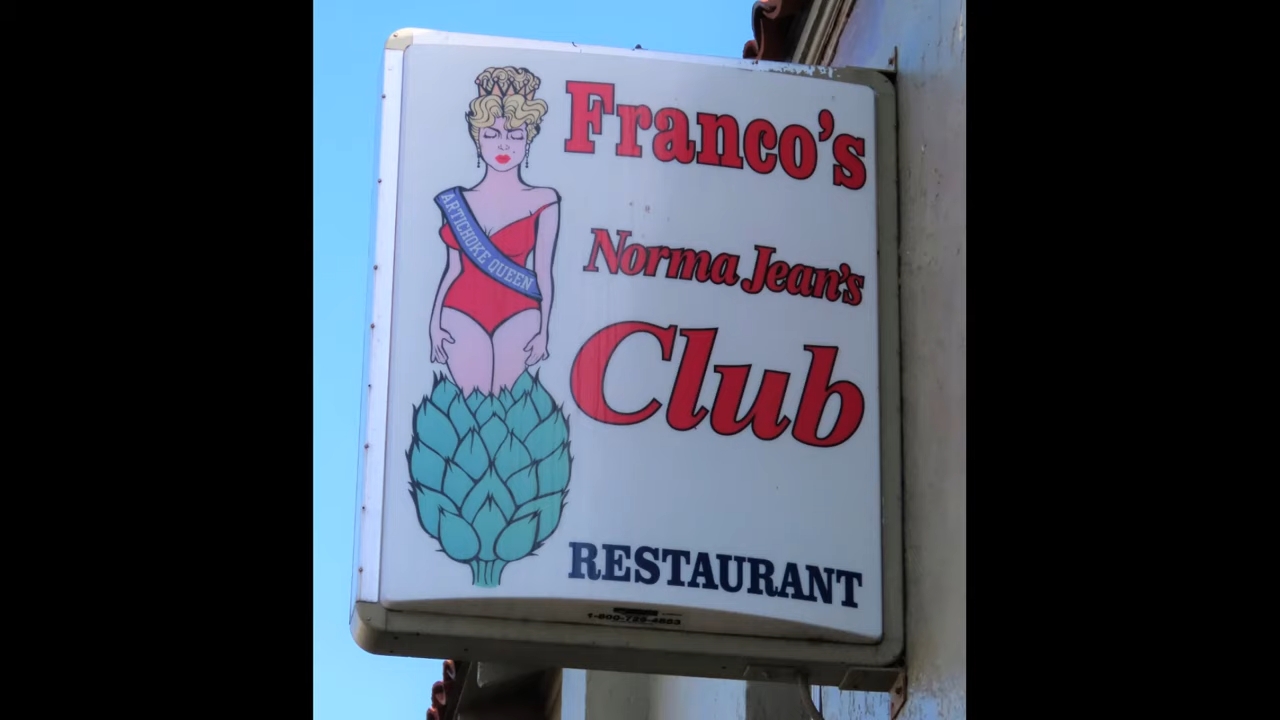 Franco's
Norma Jean's
Club
ARTICHOKE QUEEN
RESTAURANT